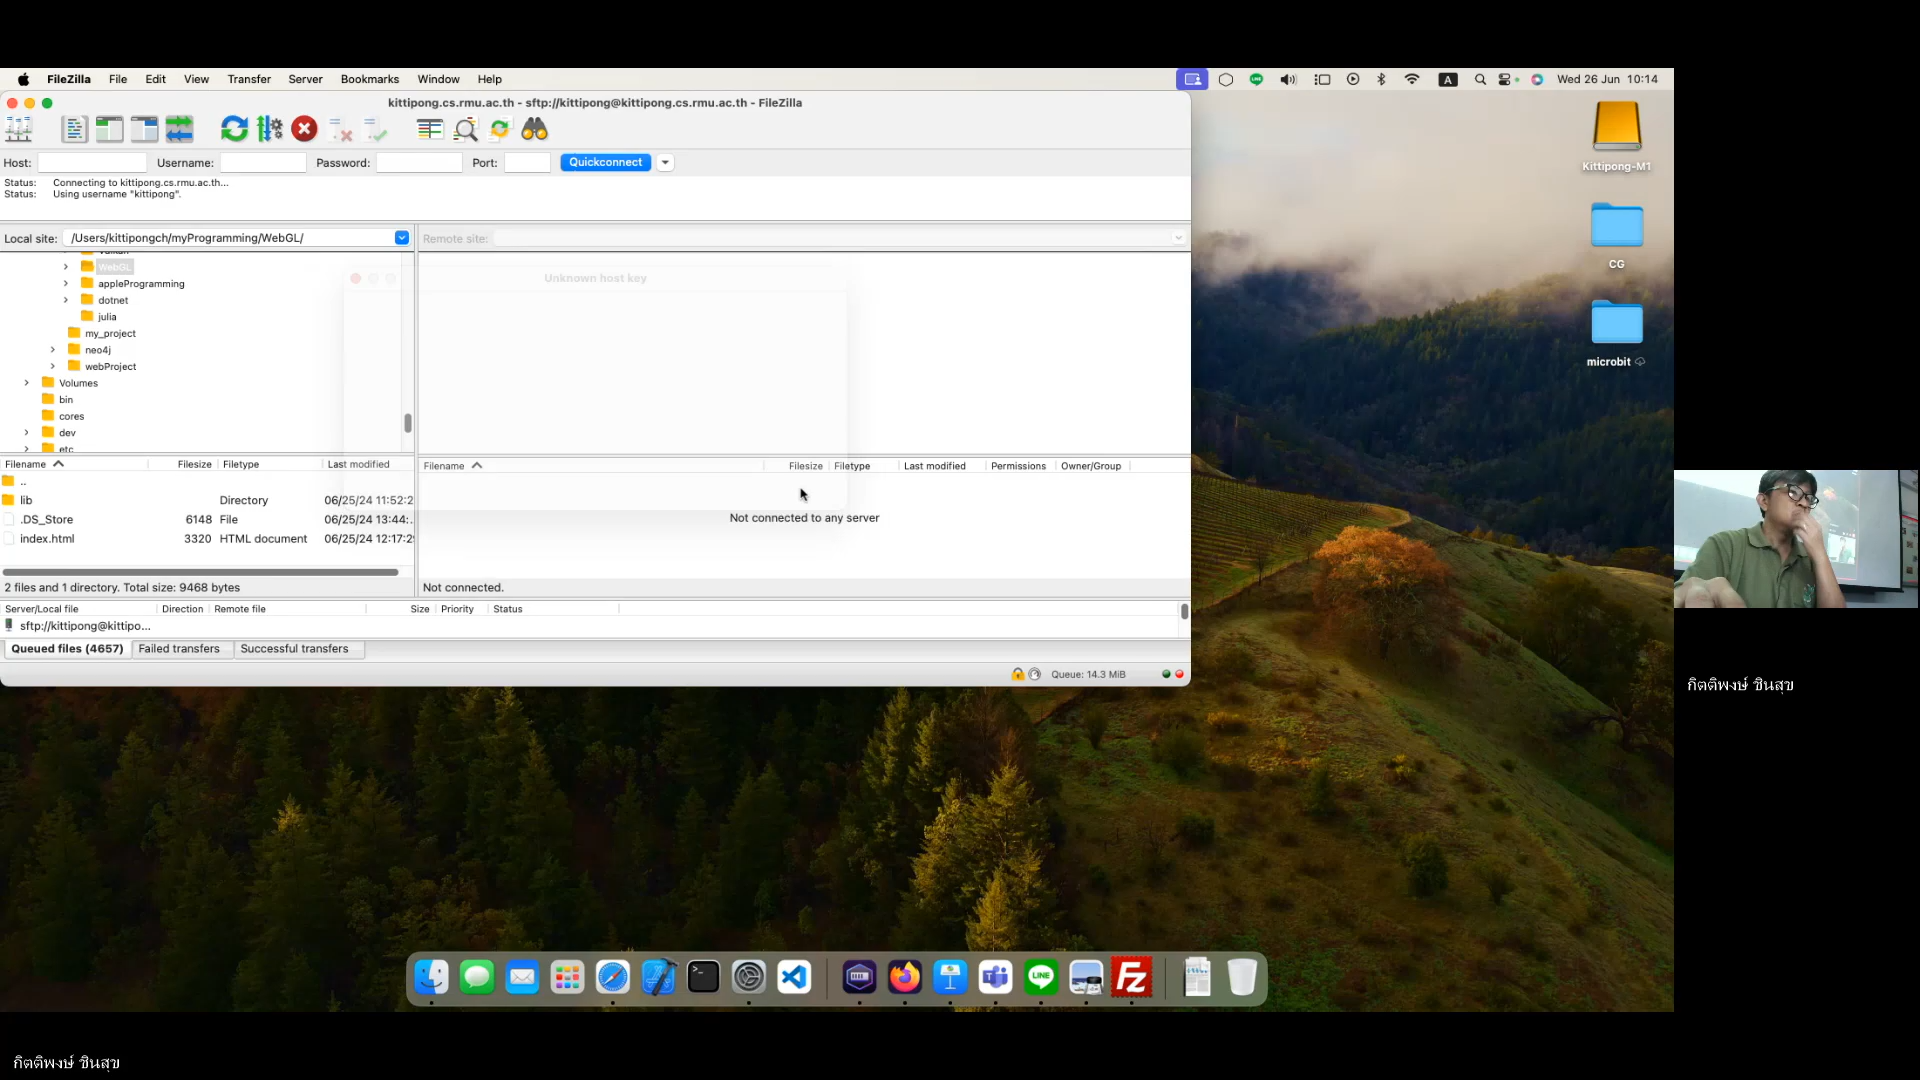 FileZilla File Edit View Transfer Server Bookmarks Window Help A Wed 26 Jun 10:14
kittipong.cs.rmu.ac.th - sftp://kittipong@kittipong.cs.rmu.ac.th - FileZilla
Host: Username: Password: Port: Quickconnect
Status: Connecting to kittipong.cs.rmu.ac.th...
Status: Using username "kittipong".
Local site: /Users/kittipongch/myProgramming/WebGL/ Remote site:
WebGL
Unknown host key
appleProgramming
dotnet
julia
my_project
neo4j
webProject
Volumes
bin
cores
dev
etc
Filename Filesize Filetype Last modified
..
lib Directory 06/25/24 11:52:2
.DS_Store 6148 File 06/25/24 13:44:.
index.html 3320 HTML document 06/25/24 12:17:2
2 files and 1 directory. Total size: 9468 bytes
Filename Filesize Filetype Last modified Permissions Owner/Group
Not connected to any server
Not connected.
Server/Local file Direction Remote file Size Priority Status
sftp://kittipong@kittipo...
Queued files (4657) Failed transfers Successful transfers
Queue: 14.3 MiB
Kittipong-M1
CG
microbit
LINE
Fz
กิตติพงษ์ ชินสุข
กิตติพงษ์ ชินสุข